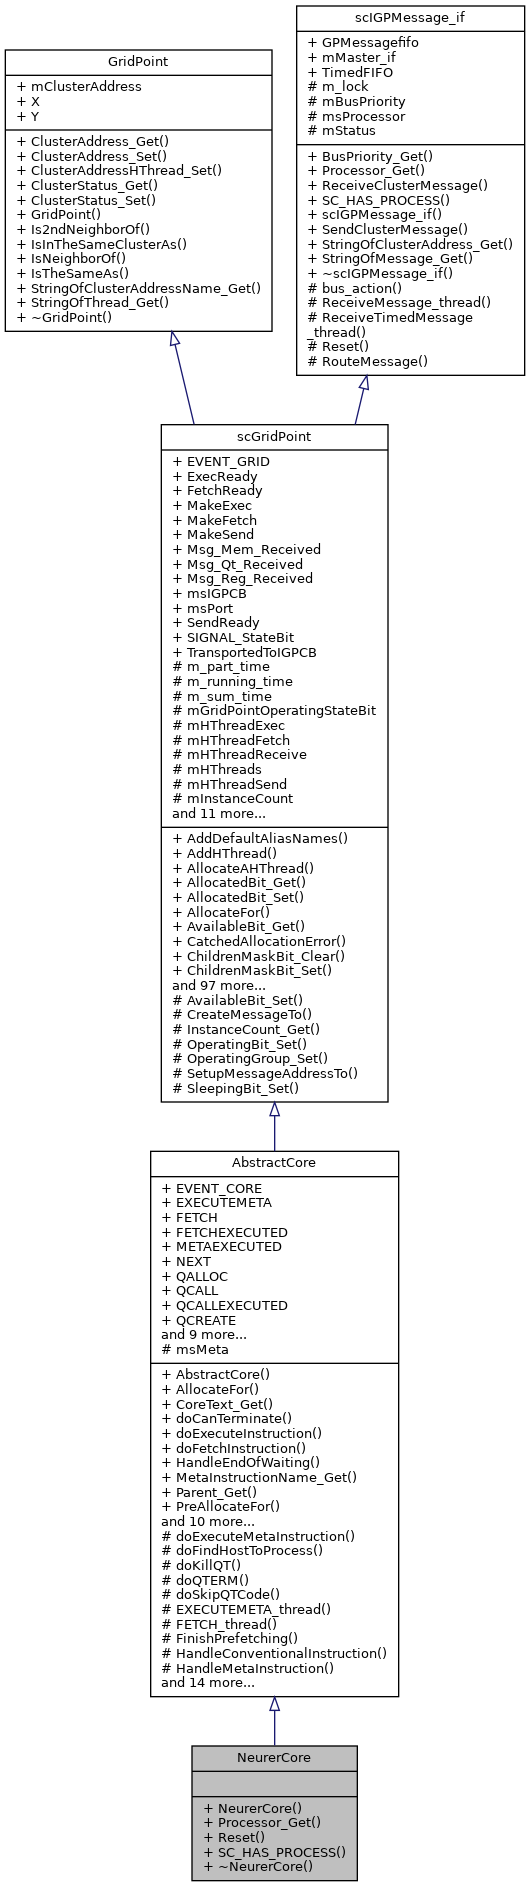 GridPoint
+ mClusterAddress
+ X
+ Y
+ ClusterAddress_Get()
+ ClusterAddress_Set()
+ ClusterAddressHThread_Set()
+ ClusterStatus_Get()
+ ClusterStatus_Set()
+ GridPoint()
+ Is2ndNeighborOf()
+ IsInTheSameClusterAs()
+ IsNeighborOf()
+ IsTheSameAs()
+ StringOfClusterAddressName_Get()
+ StringOfThread_Get()
+ ~GridPoint()
scIGPMessage_if
+ GPMessagefifo
+ mMaster_if
+ TimedFIFO
# m_lock
# mBusPriority
# msProcessor
# mStatus
+ BusPriority_Get()
+ Processor_Get()
+ ReceiveClusterMessage()
+ SC_HAS_PROCESS()
+ scIGPMessage_if()
+ SendClusterMessage()
+ StringOfClusterAddress_Get()
+ StringOfMessage_Get()
+ ~scIGPMessage_if()
# bus_action()
# ReceiveMessage_thread()
# ReceiveTimedMessage
_thread()
# Reset()
# RouteMessage()
scGridPoint
+ EVENT_GRID
+ ExecReady
+ FetchReady
+ MakeExec
+ MakeFetch
+ MakeSend
+ Msg_Mem_Received
+ Msg_Qt_Received
+ Msg_Reg_Received
+ msIGPCB
+ msPort
+ SendReady
+ SIGNAL_StateBit
+ TransportedToIGPCB
# m_part_time
# m_running_time
# m_sum_time
# mGridPointOperatingStateBit
# mHThreadExec
# mHThreadFetch
# mHThreadReceive
# mHThreads
# mHThreadSend
# mInstanceCount
and 11 more...
+ AddDefaultAliasNames()
+ AddHThread()
+ AllocateAHThread()
+ AllocatedBit_Get()
+ AllocatedBit_Set()
+ AllocateFor()
+ AvailableBit_Get()
+ CatchedAllocationError()
+ ChildrenMaskBit_Clear()
+ ChildrenMaskBit_Set()
and 97 more...
# AvailableBit_Set()
# CreateMessageTo()
# InstanceCount_Get()
# OperatingBit_Set()
# OperatingGroup_Set()
# SetupMessageAddressTo()
# SleepingBit_Set()
AbstractCore
+ EVENT_CORE
+ EXECUTEMETA
+ FETCH
+ FETCHEXECUTED
+ METAEXECUTED
+ NEXT
+ QALLOC
+ QCALL
+ QCALLEXECUTED
+ QCREATE
and 9 more...
# msMeta
+ AbstractCore()
+ AllocateFor()
+ CoreText_Get()
+ doCanTerminate()
+ doExecuteInstruction()
+ doFetchInstruction()
+ HandleEndOfWaiting()
+ MetaInstructionName_Get()
+ Parent_Get()
+ PreAllocateFor()
and 10 more...
# doExecuteMetaInstruction()
# doFindHostToProcess()
# doKillQT()
# doQTERM()
# doSkipQTCode()
# EXECUTEMETA_thread()
# FETCH_thread()
# FinishPrefetching()
# HandleConventionalInstruction()
# HandleMetaInstruction()
and 14 more...
NeurerCore
+ NeurerCore()
+ Processor_Get()
+ Reset()
+ SC_HAS_PROCESS()
+ ~NeurerCore()